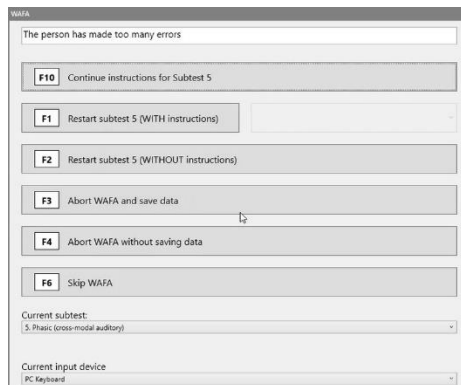 WAFA
The person has made too many errors
F10 Continue instructions for Subtest 5
F1 Restart subtest 5 (WITH instructions)
F2 Restart subtest 5 (WITHOUT instructions)
F3 Abort WAFA and save data
F4 Abort WAFA without saving data
F6 Skip WAFA
Current subtest:
5. Phasic (cross-modal auditory)
Current input device
PC Keyboard